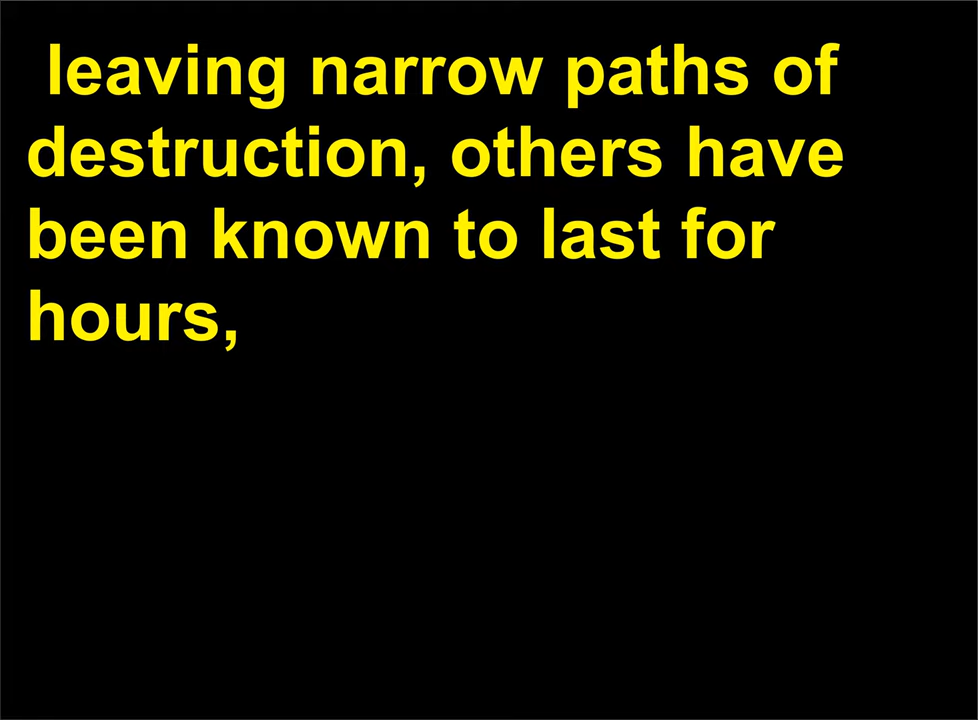 leaving narrow paths of
destruction, others have
been known to last for
hours,